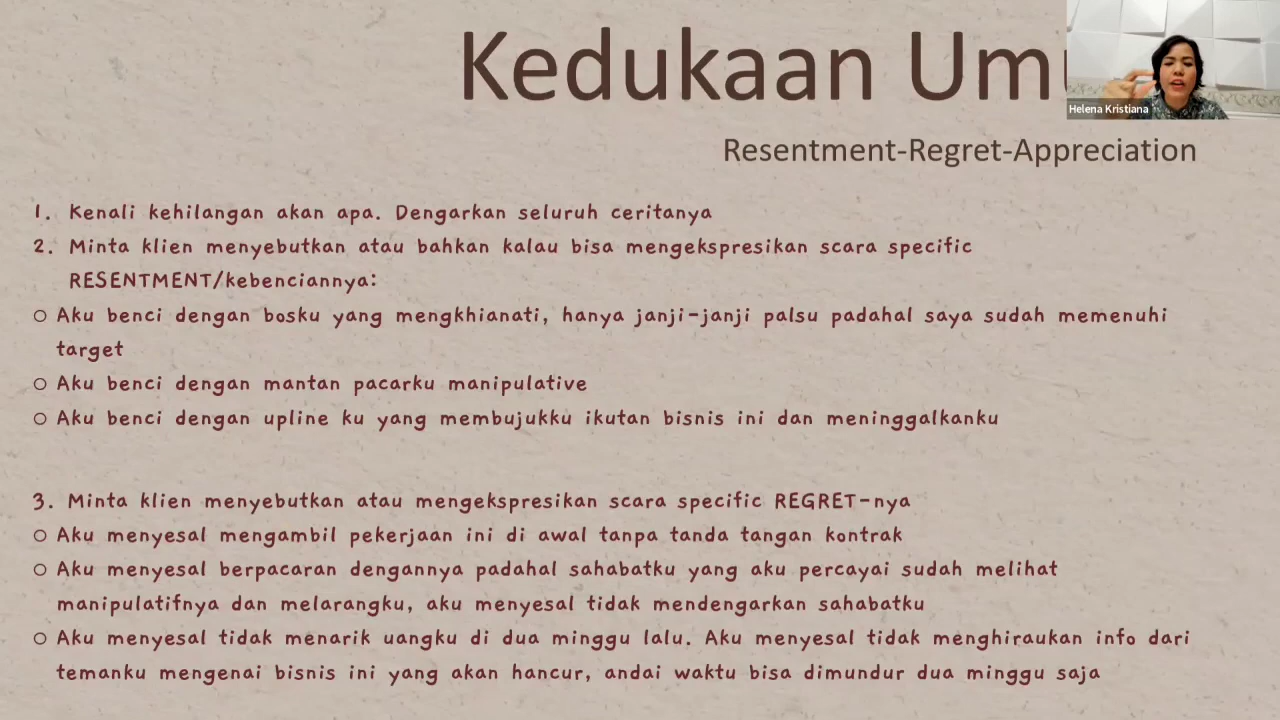 Kedukaan Um
Helena Kristiana
Resentment-Regret-Appreciation
1. Kenali kehilangan akan apa. Dengarkan seluruh ceritanya
2. Minta klien menyebutkan atau bahkan kalau bisa mengekspresikan scara specific
RESENTMENT/kebenciannya:
○ Aku benci dengan bosku yang mengkhianati, hanya janji-janji palsu padahal saya sudah memenuhi
target
○ Aku benci dengan mantan pacarku manipulative
○ Aku benci dengan upline ku yang membujukku ikutan bisnis ini dan meninggalkanku
3. Minta klien menyebutkan atau mengekspresikan scara specific REGRET-nya
○ Aku menyesal mengambil pekerjaan ini di awal tanpa tanda tangan kontrak
○ Aku menyesal berpacaran dengannya padahal sahabatku yang aku percayai sudah melihat
manipulatifnya dan melarangku, aku menyesal tidak mendengarkan sahabatku
○ Aku menyesal tidak menarik uangku di dua minggu lalu. Aku menyesal tidak menghiraukan info dari
temanku mengenai bisnis ini yang akan hancur, andai waktu bisa dimundur dua minggu saja